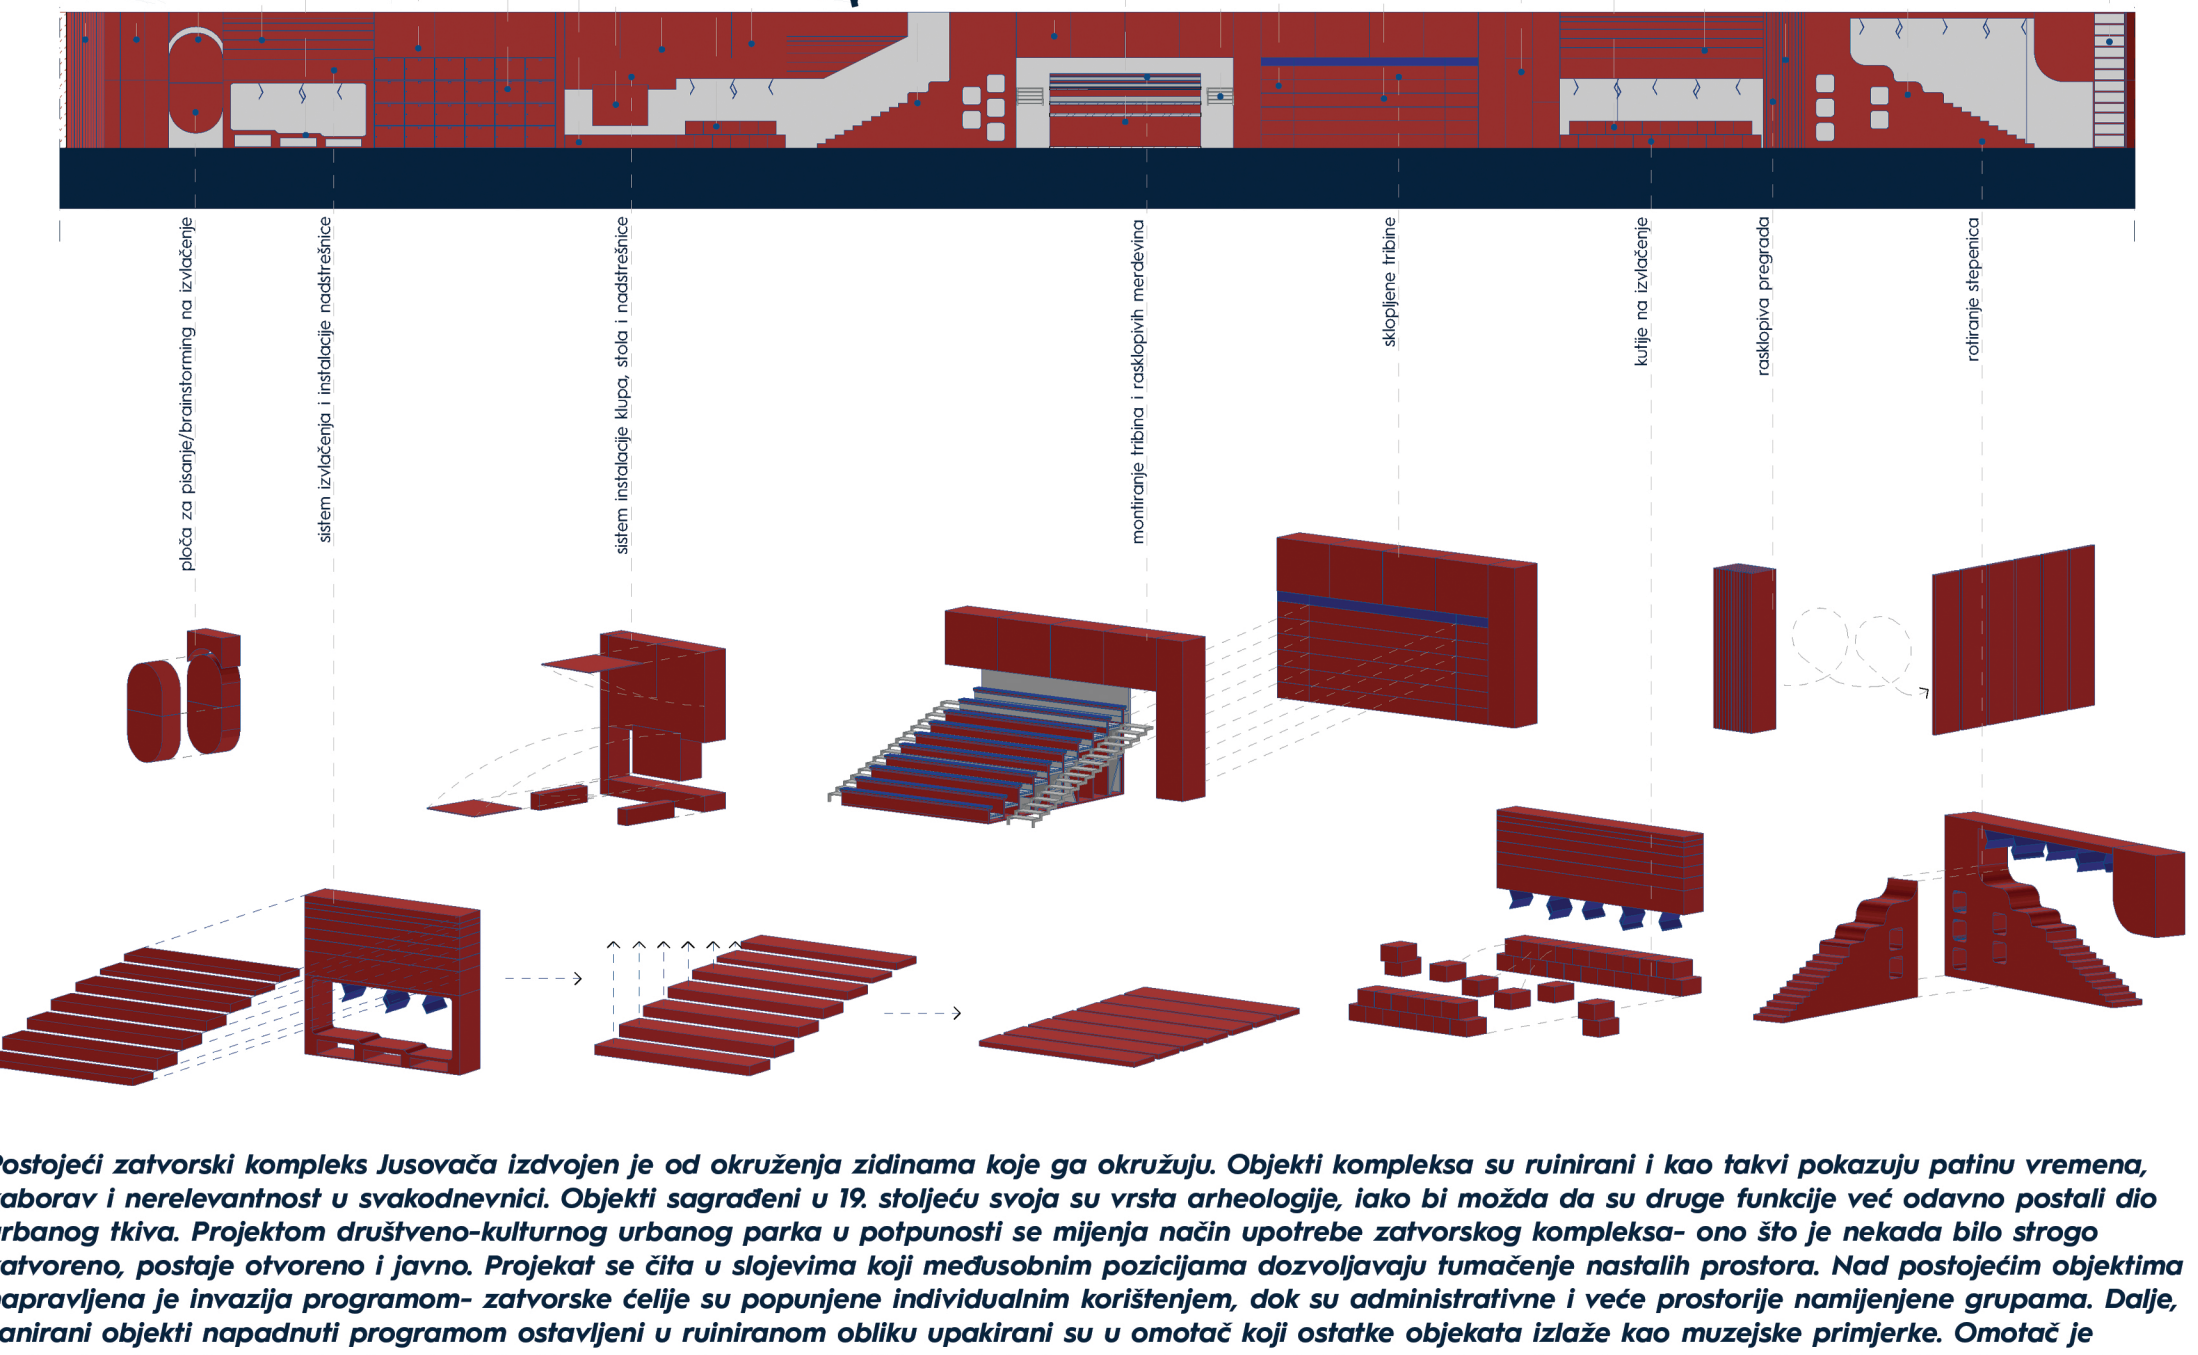 ploča za pisanje/brainstorming na izvlačenje
sistem izvlačenja i instalacije nadstrešnice
sistem instalacije klupa, stola i nadstrešnice
montiranje tribina i rasklopivih merdevina
sklopljene tribine
kutije na izvlačenje
rasklopiva pregrada
rotiranje stepenica
ostojeći zatvorski kompleks Jusovača izdvojen je od okruženja zidinama koje ga okružuju. Objekti kompleksa su ruinirani i kao takvi pokazuju patinu vremena,
aborav i nerelevantnost u svakodnevnici. Objekti sagrađeni u 19. stoljeću svoja su vrsta arheologije, iako bi možda da su druge funkcije već odavno postali dio
rbanog tkiva. Projektom društveno-kulturnog urbanog parka u potpunosti se mijenja način upotrebe zatvorskog kompleksa- ono što je nekada bilo strogo
atvoreno, postaje otvoreno i javno. Projekat se čita u slojevima koji međusobnim pozicijama dozvoljavaju tumačenje nastalih prostora. Nad postojećim objektima
apravljena je invazija programom- zatvorske ćelije su popunjene individualnim korištenjem, dok su administrativne i veće prostorije namijenjene grupama. Dalje,
anirani objekti napadnuti programom ostavljeni u ruiniranom obliku upakirani su u omotač koji ostatke objekata izlaže kao muzejske primjerke. Omotač je